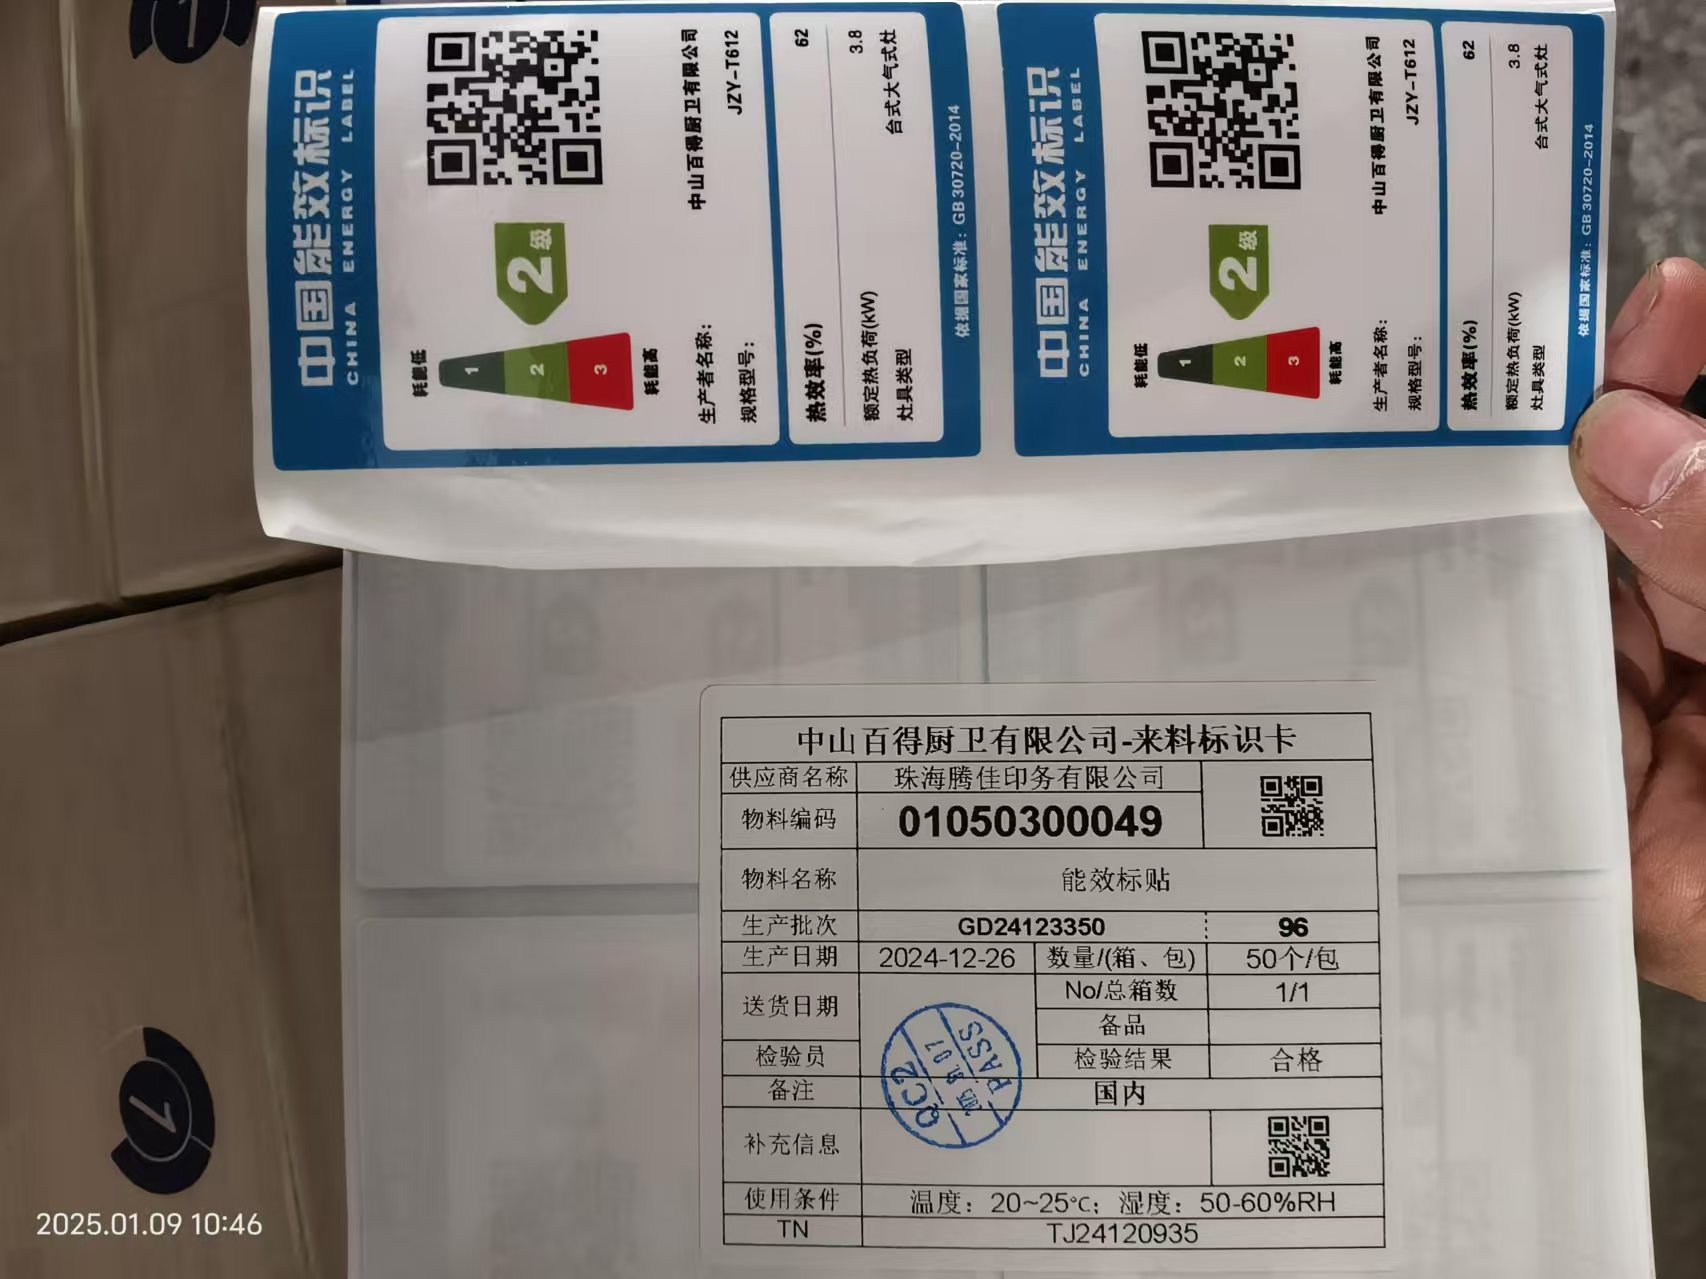 中国能效标识
CHINA ENERGY LABEL
耗能低
1
2
3
耗能高
2级
生产者名称： 中山百得厨卫有限公司
规格型号： JZY-T612
热效率(%) 62
额定热负荷(kW) 3.8
灶具类型 台式大气式灶
依据国家标准：GB 30720-2014
中国能效标识
CHINA ENERGY LABEL
耗能低
1
2
3
耗能高
2级
生产者名称： 中山百得厨卫有限公司
规格型号： JZY-T612
热效率(%) 62
额定热负荷(kW) 3.8
灶具类型 台式大气式灶
依据国家标准：GB 30720-2014
中山百得厨卫有限公司-来料标识卡
供应商名称 珠海腾佳印务有限公司
物料编码 01050300049
物料名称 能效标贴
生产批次 GD24123350 96
生产日期 2024-12-26 数量/(箱、包) 50个/包
送货日期 No/总箱数 1/1
备品
检验员 检验结果 合格
备注 国内
补充信息
使用条件 温度：20~25℃；湿度：50-60%RH
TN TJ24120935
QC2
PASS
2025.01.09 10:46